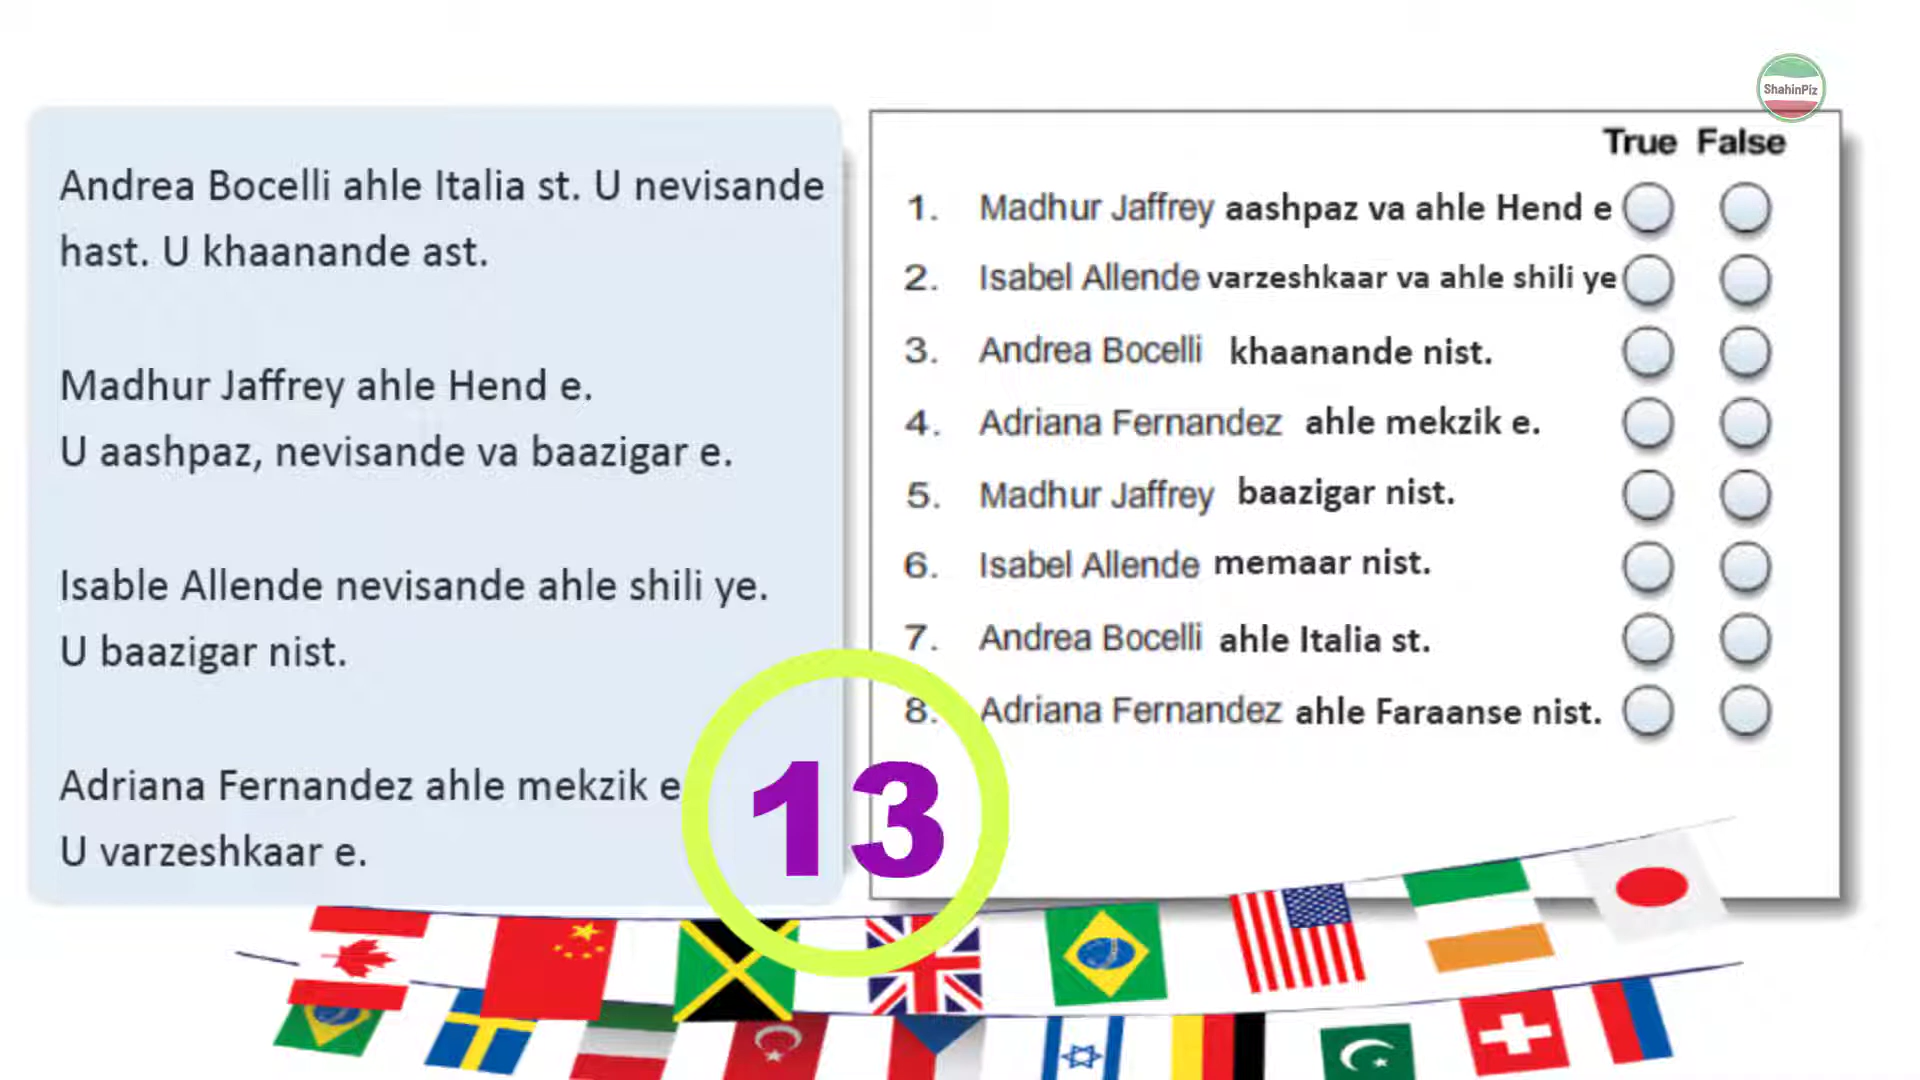 ShahinPiz
Andrea Bocelli ahle Italia st. U nevisande
hast. U khaanande ast.
Madhur Jaffrey ahle Hend e.
U aashpaz, nevisande va baazigar e.
Isable Allende nevisande ahle shili ye.
U baazigar nist.
Adriana Fernandez ahle mekzik e
U varzeshkaar e.
True False
1. Madhur Jaffrey aashpaz va ahle Hend e
2. Isabel Allende varzeshkaar va ahle shili ye
3. Andrea Bocelli khaanande nist.
4. Adriana Fernandez ahle mekzik e.
5. Madhur Jaffrey baazigar nist.
6. Isabel Allende memaar nist.
7. Andrea Bocelli ahle Italia st.
8. Adriana Fernandez ahle Faraanse nist.
13